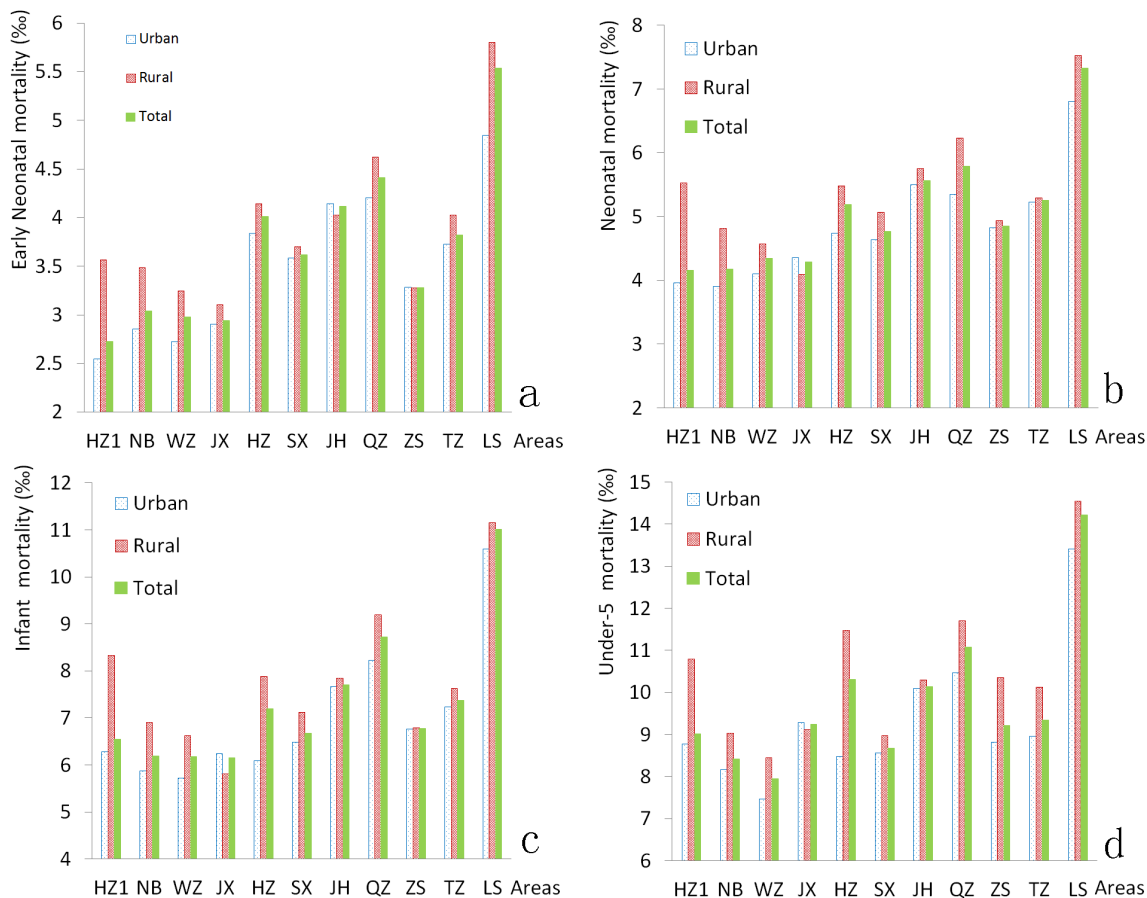 Early Neonatal mortality (‰)
6
5.5
5
4.5
4
3.5
3
2.5
2
Urban
Rural
Total
a
HZ1 NB WZ JX HZ SX JH QZ ZS TZ LS Areas
Neonatal mortality (‰)
8
7
6
5
4
3
2
Urban
Rural
Total
b
HZ1 NB WZ JX HZ SX JH QZ ZS TZ LS Areas
Infant mortality (‰)
12
11
10
9
8
7
6
5
4
Urban
Rural
Total
c
HZ1 NB WZ JX HZ SX JH QZ ZS TZ LS Areas
Under-5 mortality (‰)
15
14
13
12
11
10
9
8
7
6
Urban
Rural
Total
d
HZ1 NB WZ JX HZ SX JH QZ ZS TZ LS Areas